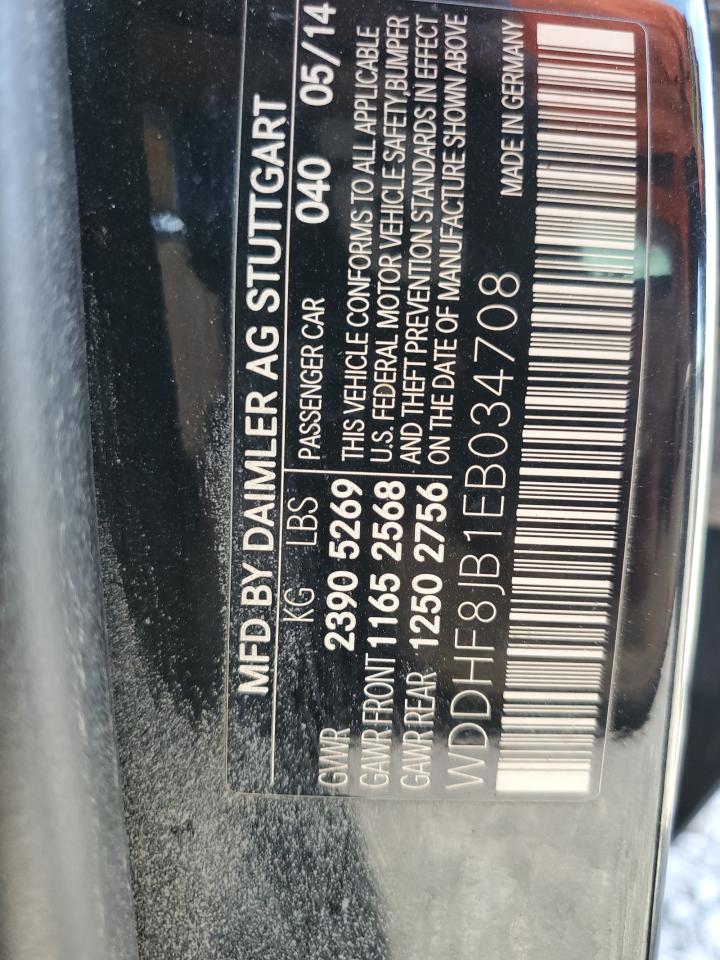 MFD BY DAIMLER AG STUTTGART
KG LBS PASSENGER CAR 040 05/14
GVWR 2390 5269
GAWR FRONT 1165 2568
GAWR REAR 1250 2756
THIS VEHICLE CONFORMS TO ALL APPLICABLE
U.S. FEDERAL MOTOR VEHICLE SAFETY,BUMPER
AND THEFT PREVENTION STANDARDS IN EFFECT
ON THE DATE OF MANUFACTURE SHOWN ABOVE
WDDHF8JB1EB034708
MADE IN GERMANY